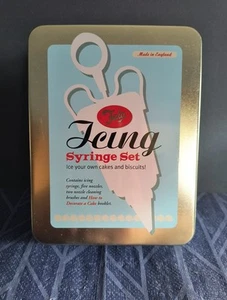 Made in England!
Tala
Icing
Syringe Set
Ice your own cakes and biscuits!
Contains icing
syringe, five nozzles,
two nozzle cleaning
brushes and How to
Decorate a Cake booklet.